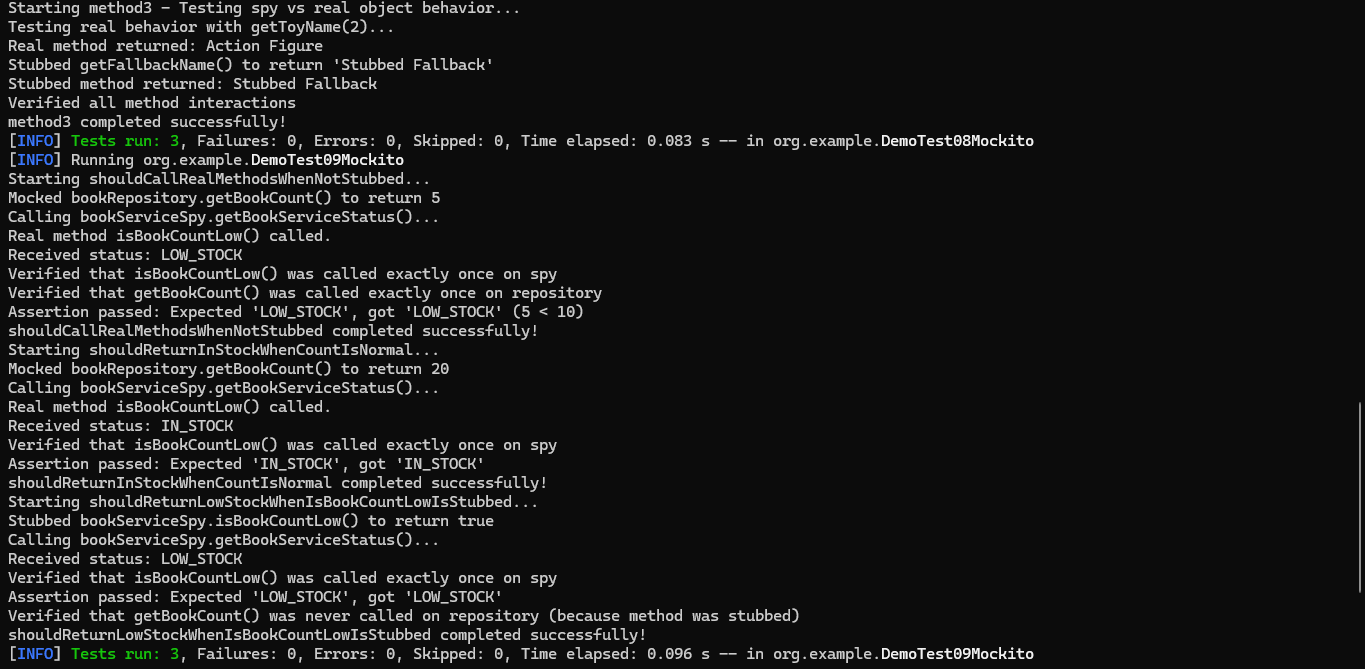 Starting method3 - Testing spy vs real object behavior...
Testing real behavior with getToyName(2)...
Real method returned: Action Figure
Stubbed getFallbackName() to return 'Stubbed Fallback'
Stubbed method returned: Stubbed Fallback
Verified all method interactions
method3 completed successfully!
[INFO] Tests run: 3, Failures: 0, Errors: 0, Skipped: 0, Time elapsed: 0.083 s -- in org.example.DemoTest08Mockito
[INFO] Running org.example.DemoTest09Mockito
Starting shouldCallRealMethodsWhenNotStubbed...
Mocked bookRepository.getBookCount() to return 5
Calling bookServiceSpy.getBookServiceStatus()...
Real method isBookCountLow() called.
Received status: LOW_STOCK
Verified that isBookCountLow() was called exactly once on spy
Verified that getBookCount() was called exactly once on repository
Assertion passed: Expected 'LOW_STOCK', got 'LOW_STOCK' (5 < 10)
shouldCallRealMethodsWhenNotStubbed completed successfully!
Starting shouldReturnInStockWhenCountIsNormal...
Mocked bookRepository.getBookCount() to return 20
Calling bookServiceSpy.getBookServiceStatus()...
Real method isBookCountLow() called.
Received status: IN_STOCK
Verified that isBookCountLow() was called exactly once on spy
Assertion passed: Expected 'IN_STOCK', got 'IN_STOCK'
shouldReturnInStockWhenCountIsNormal completed successfully!
Starting shouldReturnLowStockWhenIsBookCountLowIsStubbed...
Stubbed bookServiceSpy.isBookCountLow() to return true
Calling bookServiceSpy.getBookServiceStatus()...
Received status: LOW_STOCK
Verified that isBookCountLow() was called exactly once on spy
Assertion passed: Expected 'LOW_STOCK', got 'LOW_STOCK'
Verified that getBookCount() was never called on repository (because method was stubbed)
shouldReturnLowStockWhenIsBookCountLowIsStubbed completed successfully!
[INFO] Tests run: 3, Failures: 0, Errors: 0, Skipped: 0, Time elapsed: 0.096 s -- in org.example.DemoTest09Mockito